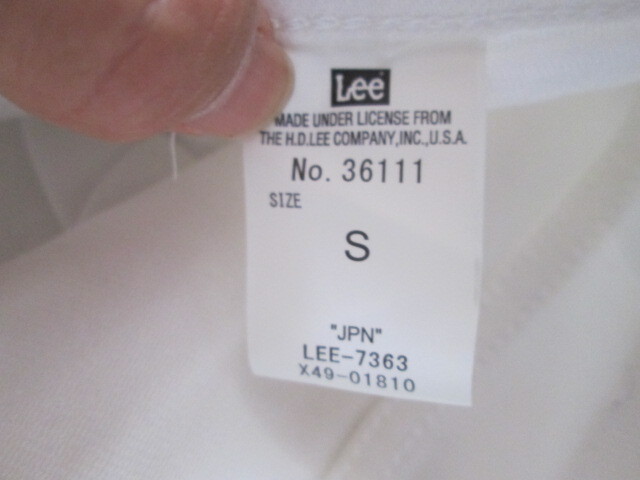 Lee
MADE UNDER LICENSE FROM
THE H.D.LEE COMPANY,INC.,U.S.A.
No. 36111
SIZE
S
"JPN"
LEE-7363
X49-01810